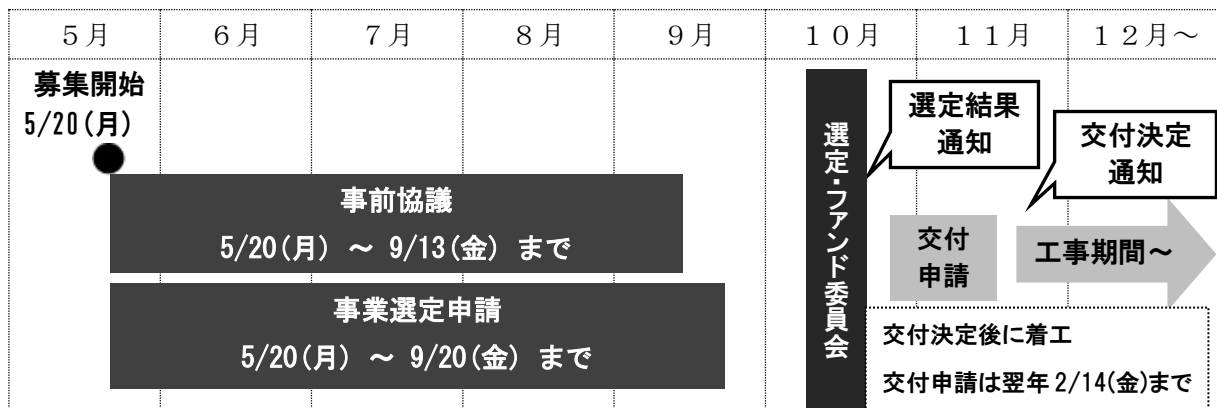 ５月 ６月 ７月 ８月 ９月 １０月 １１月 １２月～
募集開始
5/20(月)
事前協議
5/20(月) ～ 9/13(金) まで
事業選定申請
5/20(月) ～ 9/20(金) まで
選定・ファンド委員会
選定結果
通知
交付決定
通知
交付
申請
工事期間～
交付決定後に着工
交付申請は翌年 2/14(金)まで